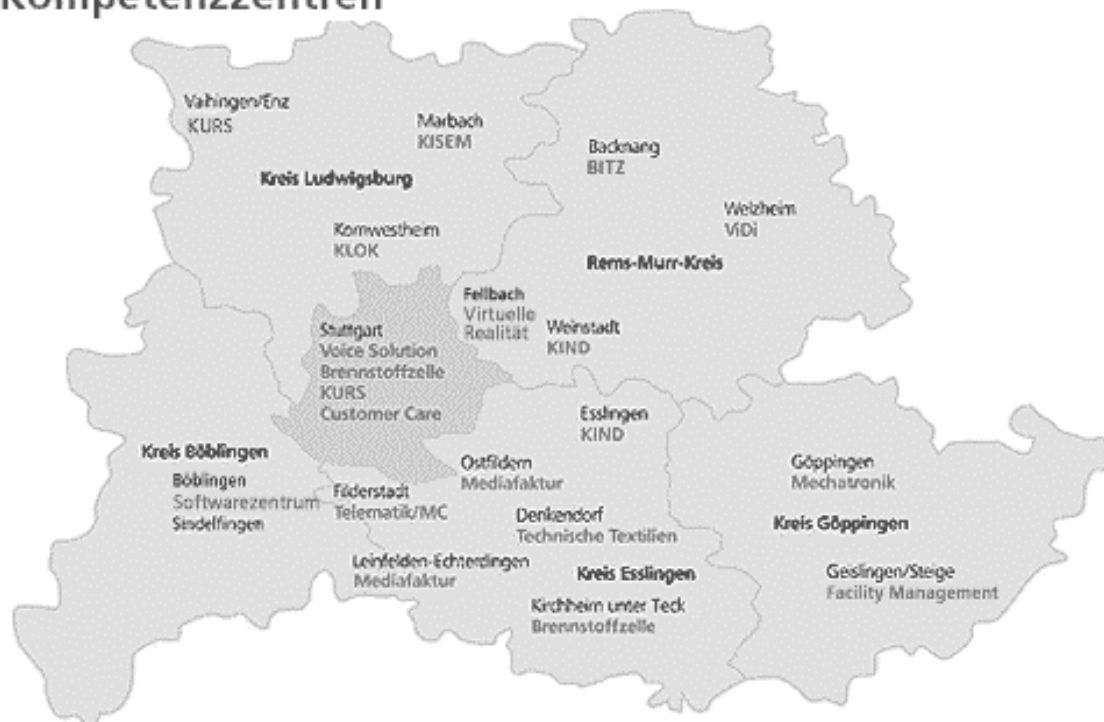 Kompetenzzentren
Vaihingen/Enz
KURS
Marbach
KISEM
Kreis Ludwigsburg
Kornwestheim
KLOK
Backnang
BITZ
Welzheim
ViDi
Rems-Murr-Kreis
Fellbach
Virtuelle
Realität
Weinstadt
KIND
Stuttgart
Voice Solution
Brennstoffzelle
KURS
Customer Care
Kreis Böblingen
Böblingen
Softwarezentrum
Sindelfingen
Esslingen
KIND
Ostfildern
Mediafaktur
Filderstadt
Telematik/MC
Denkendorf
Technische Textilien
Leinfelden-Echterdingen
Mediafaktur
Kreis Esslingen
Kirchheim unter Teck
Brennstoffzelle
Göppingen
Mechatronik
Kreis Göppingen
Geislingen/Steige
Facility Management